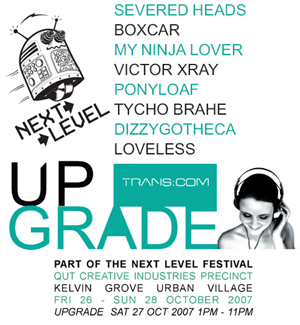 SEVERED HEADS
BOXCAR
MY NINJA LOVER
VICTOR XRAY
PONYLOAF
TYCHO BRAHE
DIZZYGOTHECA
LOVELESS
NEXT
LEVEL
UP
GRADE
TRANS:COM
PART OF THE NEXT LEVEL FESTIVAL
QUT CREATIVE INDUSTRIES PRECINCT
KELVIN GROVE URBAN VILLAGE
FRI 26 - SUN 28 OCTOBER 2007
UPGRADE SAT 27 OCT 2007 1PM - 11PM